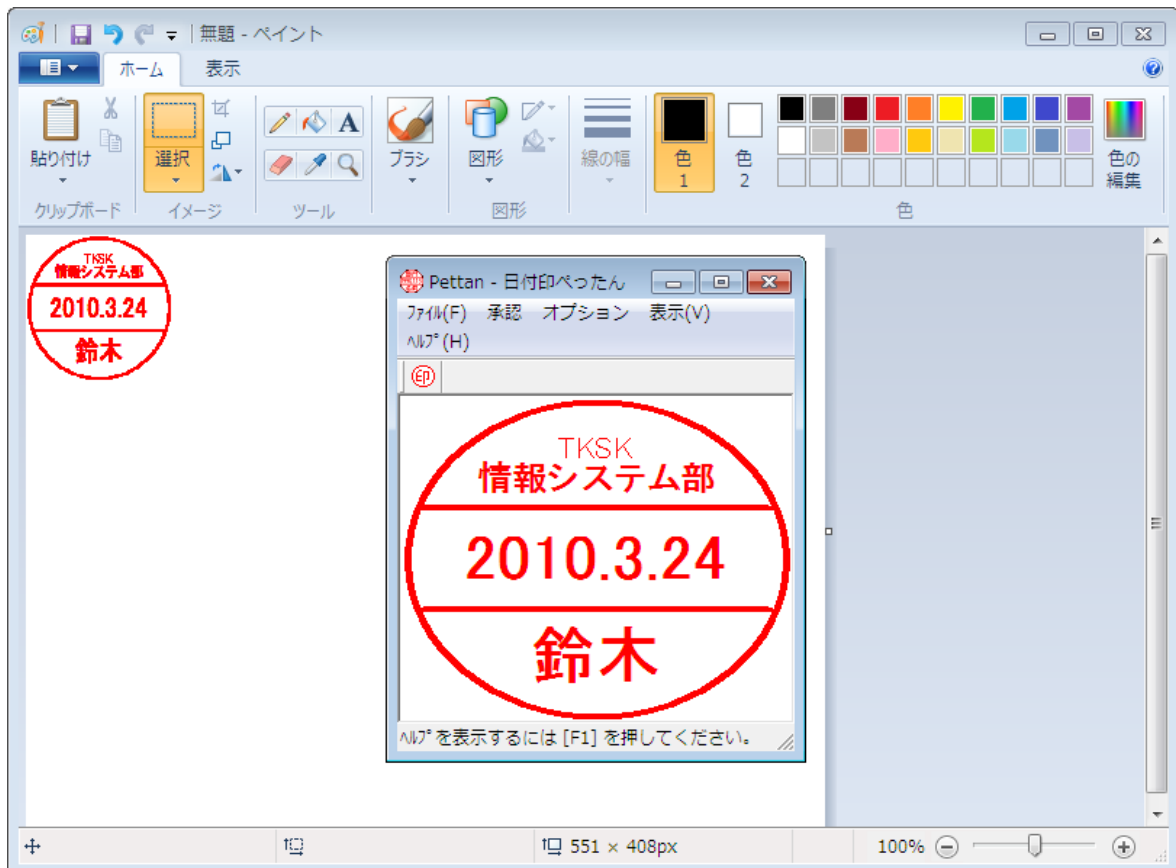 無題 - ペイント
ホーム 表示
貼り付け
選択
A
ブラシ
図形
線の幅
色
1
色
2
色の
編集
クリップボード
イメージ
ツール
図形
色
TKSK
情報システム部
2010.3.24
鈴木
Pettan - 日付印ぺったん
ﾌｧｲﾙ(F) 承認 オプション 表示(V)
ﾍﾙﾌﾟ(H)
印
TKSK
情報システム部
2010.3.24
鈴木
ﾍﾙﾌﾟを表示するには [F1] を押してください。
551 × 408px
100%